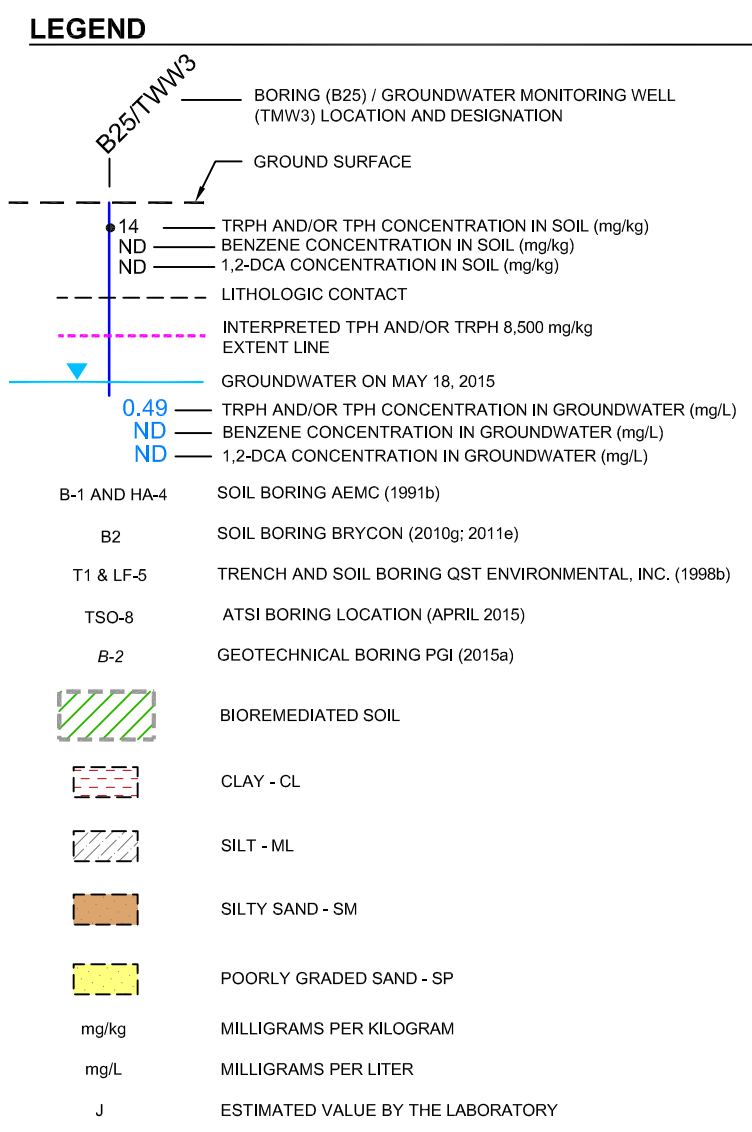 LEGEND
B25/TWW3
BORING (B25) / GROUNDWATER MONITORING WELL
(TMW3) LOCATION AND DESIGNATION
GROUND SURFACE
14 TRPH AND/OR TPH CONCENTRATION IN SOIL (mg/kg)
ND BENZENE CONCENTRATION IN SOIL (mg/kg)
ND 1,2-DCA CONCENTRATION IN SOIL (mg/kg)
LITHOLOGIC CONTACT
INTERPRETED TPH AND/OR TRPH 8,500 mg/kg
EXTENT LINE
GROUNDWATER ON MAY 18, 2015
0.49 TRPH AND/OR TPH CONCENTRATION IN GROUNDWATER (mg/L)
ND BENZENE CONCENTRATION IN GROUNDWATER (mg/L)
ND 1,2-DCA CONCENTRATION IN GROUNDWATER (mg/L)
B-1 AND HA-4 SOIL BORING AEMC (1991b)
B2 SOIL BORING BRYCON (2010g; 2011e)
T1 & LF-5 TRENCH AND SOIL BORING QST ENVIRONMENTAL, INC. (1998b)
TSO-8 ATSI BORING LOCATION (APRIL 2015)
B-2 GEOTECHNICAL BORING PGI (2015a)
BIOREMEDIATED SOIL
CLAY - CL
SILT - ML
SILTY SAND - SM
POORLY GRADED SAND - SP
mg/kg MILLIGRAMS PER KILOGRAM
mg/L MILLIGRAMS PER LITER
J ESTIMATED VALUE BY THE LABORATORY